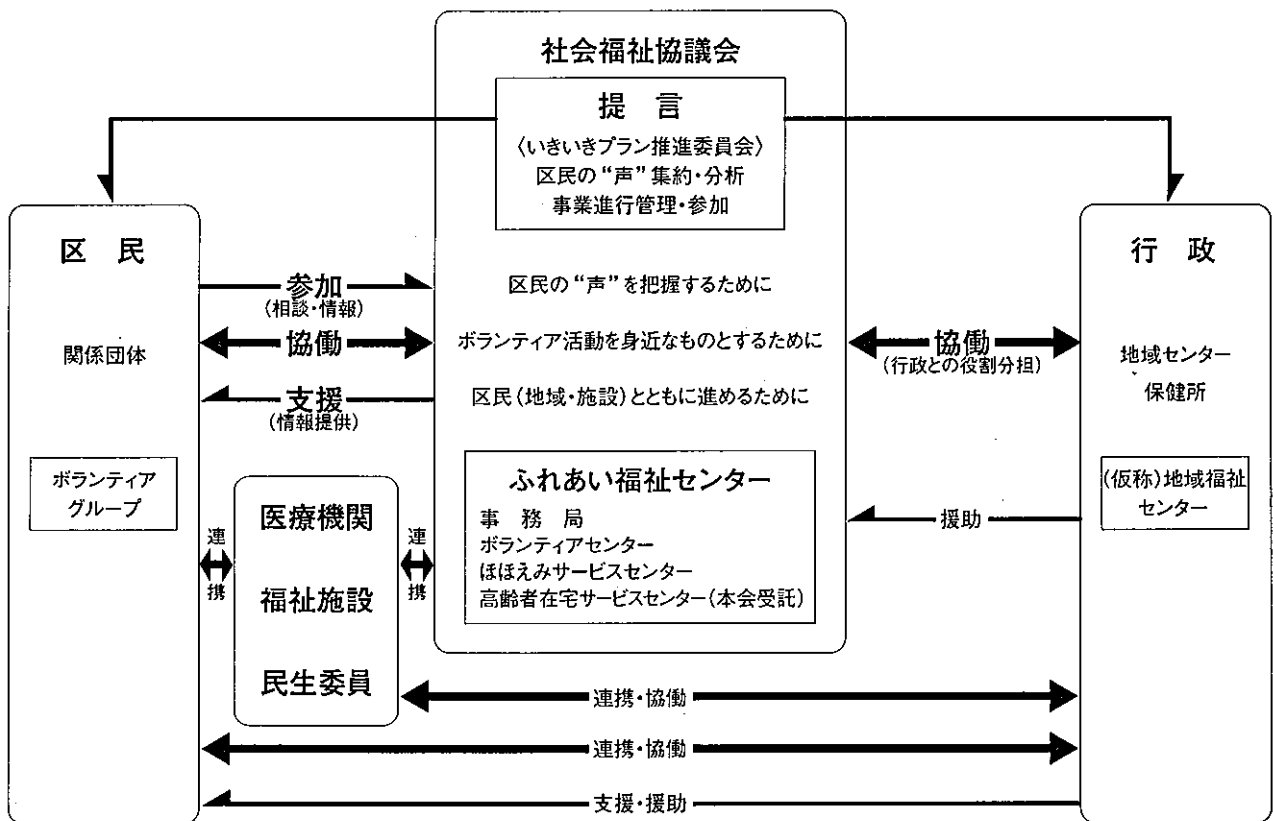 社会福祉協議会
提 言
〈いきいきプラン推進委員会〉
区民の“声”集約・分析
事業進行管理・参加
区 民
関係団体
ボランティア
グループ
参加
(相談・情報)
協働
支援
(情報提供)
区民の“声”を把握するために
ボランティア活動を身近なものとするために
区民(地域・施設)とともに進めるために
協働
(行政との役割分担)
行 政
地域センター
保健所
(仮称)地域福祉
センター
援助
ふれあい福祉センター
事 務 局
ボランティアセンター
ほほえみサービスセンター
高齢者在宅サービスセンター(本会受託)
連
携
医療機関
福祉施設
民生委員
連
携
連携・協働
連携・協働
支援・援助